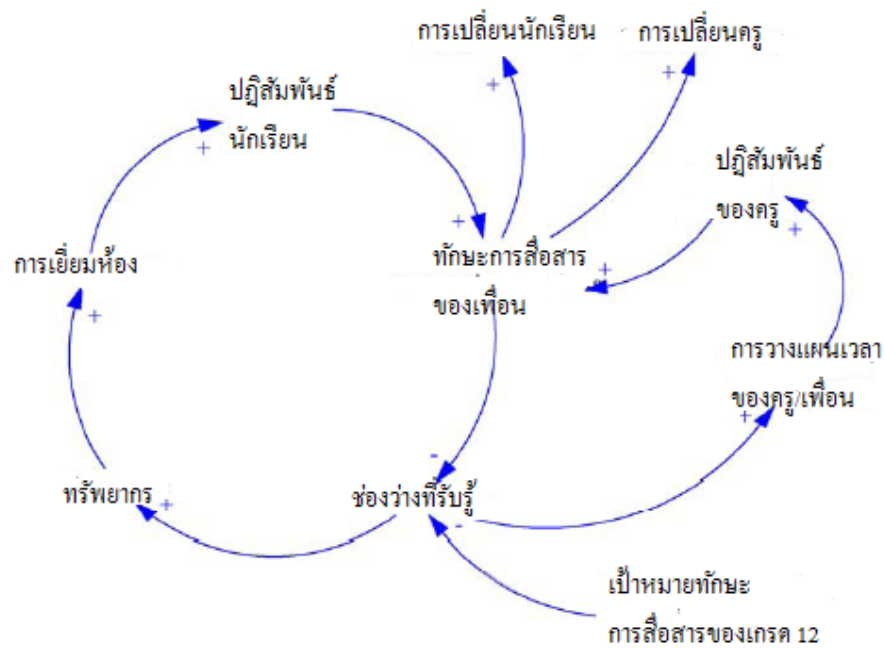 การเปลี่ยนนักเรียน
การเปลี่ยนครู
+
+
ปฏิสัมพันธ์
นักเรียน
+
ปฏิสัมพันธ์
ของครู
+
+
ทักษะการสื่อสาร
ของเพื่อน
+
การเยี่ยมห้อง
+
การวางแผนเวลา
ของครู/เพื่อน
+
-
ทรัพยากร
+
ช่องว่างที่รับรู้
-
เป้าหมายทักษะ
การสื่อสารของเกรด 12